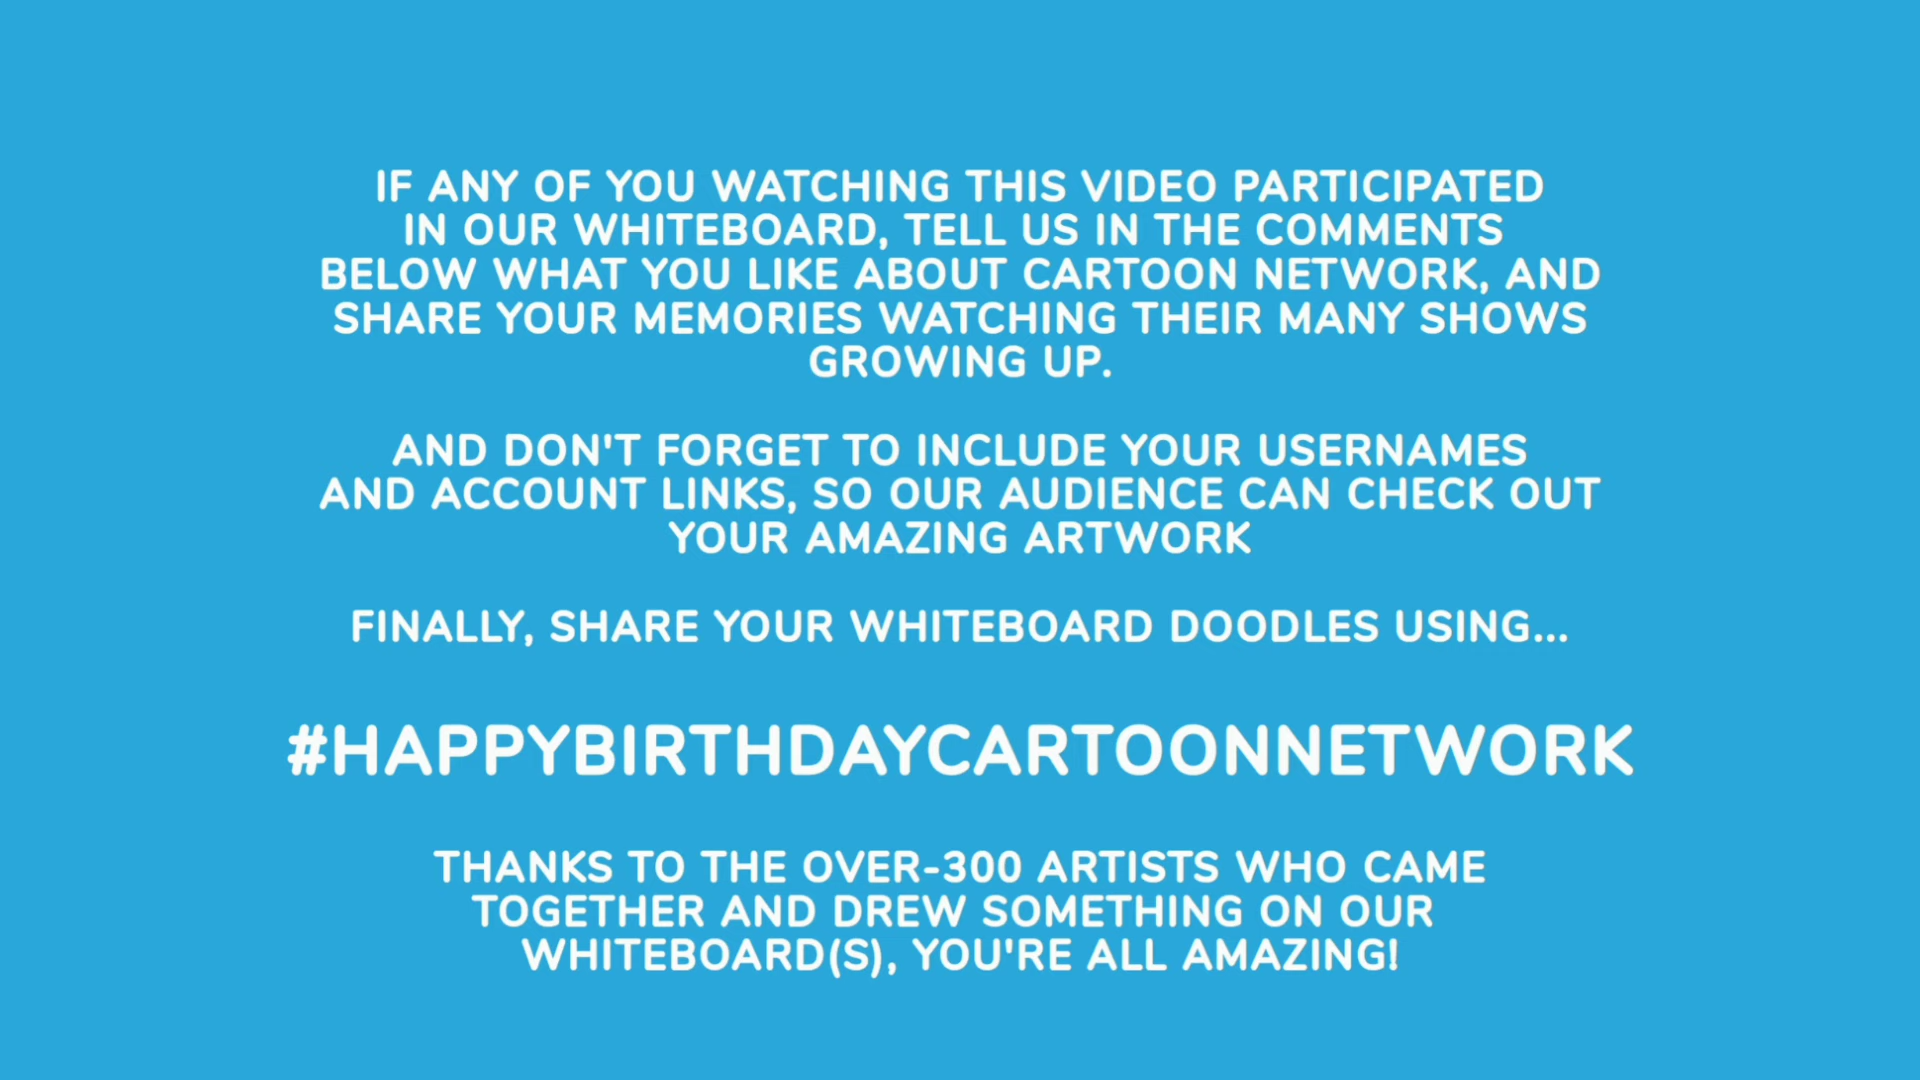 IF ANY OF YOU WATCHING THIS VIDEO PARTICIPATED
IN OUR WHITEBOARD, TELL US IN THE COMMENTS
BELOW WHAT YOU LIKE ABOUT CARTOON NETWORK, AND
SHARE YOUR MEMORIES WATCHING THEIR MANY SHOWS
GROWING UP.
AND DON'T FORGET TO INCLUDE YOUR USERNAMES
AND ACCOUNT LINKS, SO OUR AUDIENCE CAN CHECK OUT
YOUR AMAZING ARTWORK
FINALLY, SHARE YOUR WHITEBOARD DOODLES USING...
#HAPPYBIRTHDAYCARTOONNETWORK
THANKS TO THE OVER-300 ARTISTS WHO CAME
TOGETHER AND DREW SOMETHING ON OUR
WHITEBOARD(S), YOU'RE ALL AMAZING!